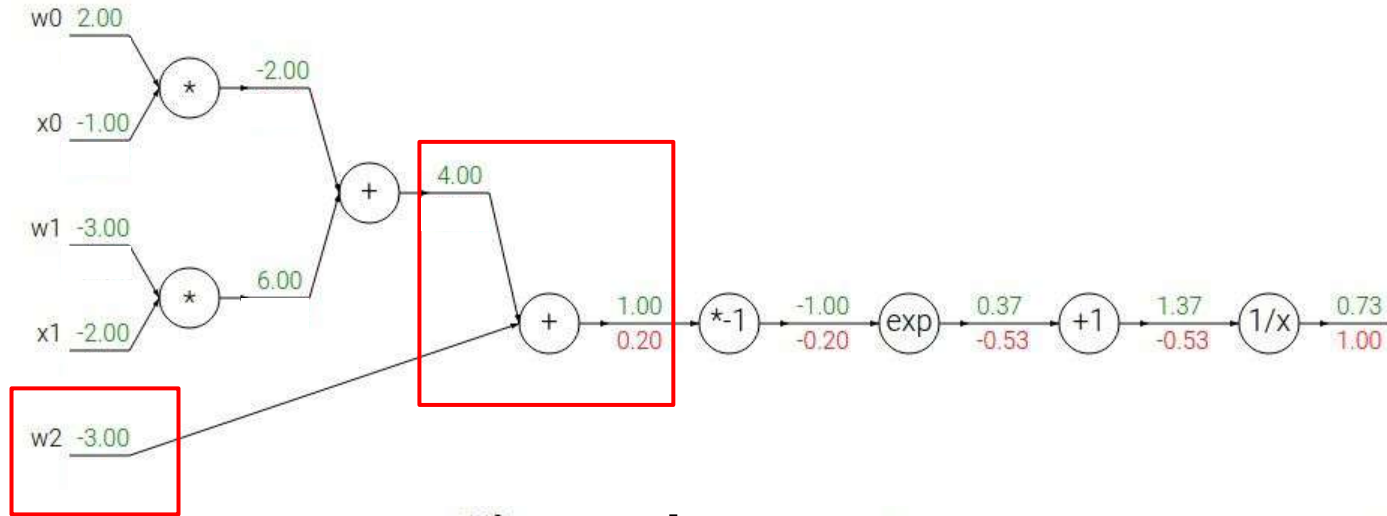 w0 2.00
-2.00
*
x0 -1.00
4.00
+
w1 -3.00
6.00
*
x1 -2.00
1.00 -1.00 0.37 1.37 0.73
+ *-1 exp +1 1/x
0.20 -0.20 -0.53 -0.53 1.00
w2 -3.00